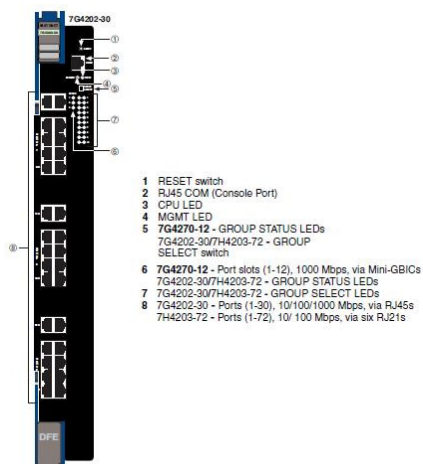 7G4202-30
①
②
③
④
⑤
⑦
⑥
⑧
1 RESET switch
2 RJ45 COM (Console Port)
3 CPU LED
4 MGMT LED
5 7G4270-12 - GROUP STATUS LEDs
7G4202-30/7H4203-72 - GROUP
SELECT switch
6 7G4270-12 - Port slots (1-12), 1000 Mbps, via Mini-GBICs
7G4202-30/7H4203-72 - GROUP STATUS LEDs
7 7G4202-30/7H4203-72 - GROUP SELECT LEDs
8 7G4202-30 - Ports (1-30), 10/100/1000 Mbps, via RJ45s
7H4203-72 - Ports (1-72), 10/ 100 Mbps, via six RJ21s
DFE